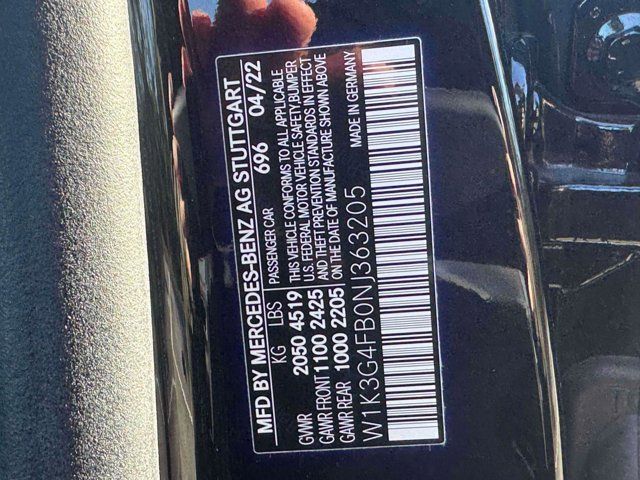 MFD BY MERCEDES-BENZ AG STUTTGART
696 04/22
KG LBS PASSENGER CAR
GVWR 2050 4519 THIS VEHICLE CONFORMS TO ALL APPLICABLE
U.S. FEDERAL MOTOR VEHICLE SAFETY,BUMPER
GAWR FRONT 1100 2425 AND THEFT PREVENTION STANDARDS IN EFFECT
GAWR REAR 1000 2205 ON THE DATE OF MANUFACTURE SHOWN ABOVE
W1K3G4FB0NJ363205 MADE IN GERMANY